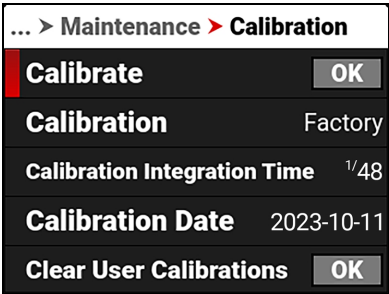 ... > Maintenance > Calibration
Calibrate OK
Calibration Factory
Calibration Integration Time 1/48
Calibration Date 2023-10-11
Clear User Calibrations OK